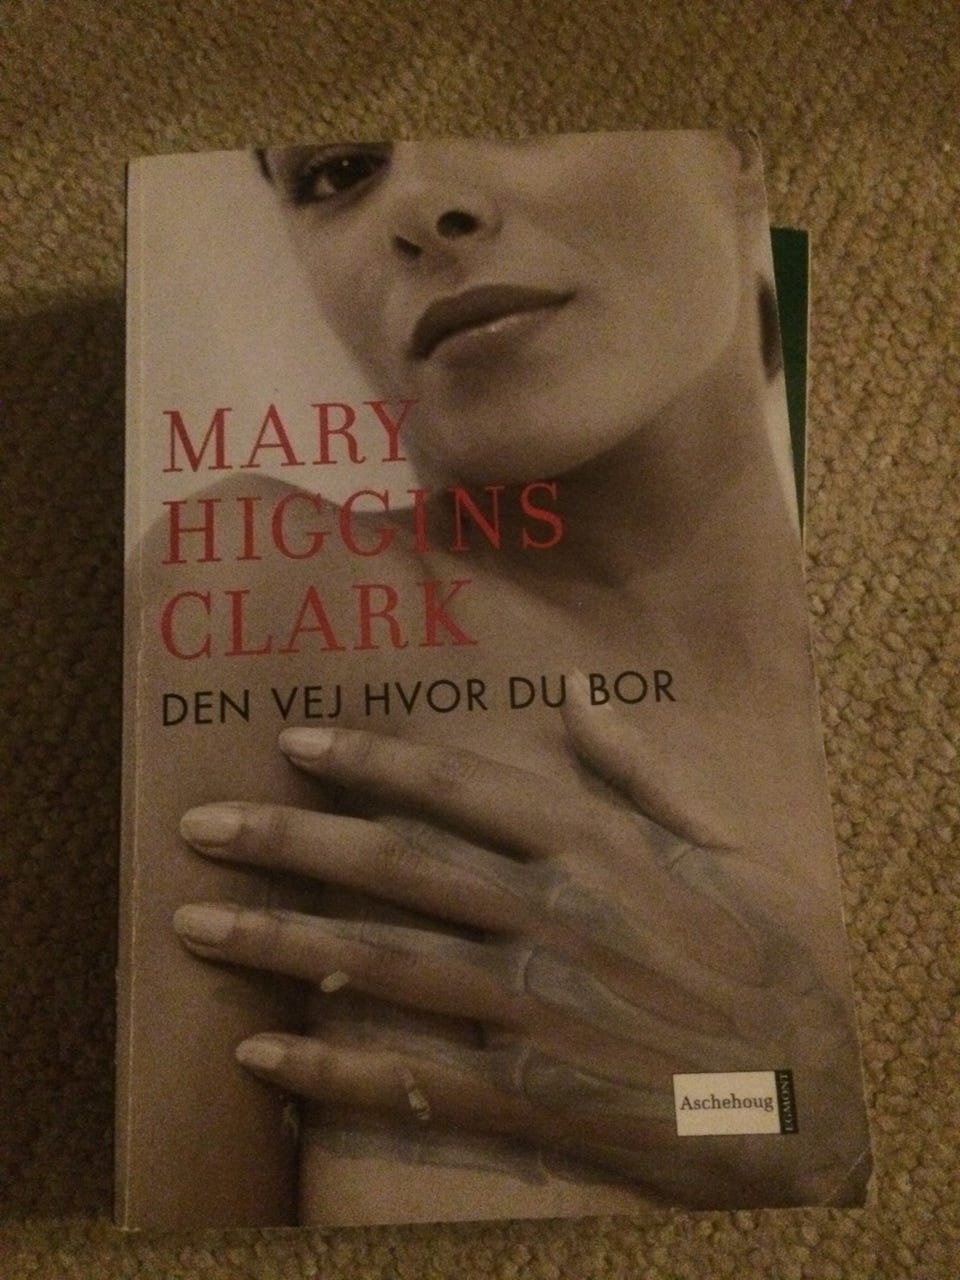 MARY
HIGGINS
CLARK
DEN VEJ HVOR DU BOR
Aschehoug
EGMONT